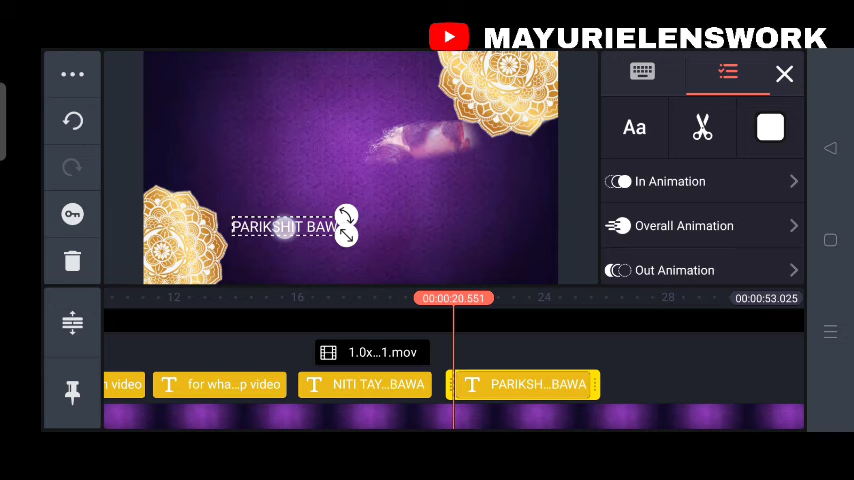 MAYURIELENSWORK
PARIKSHIT BAW
Aa
In Animation
Overall Animation
Out Animation
12
16
00:00:20.551
24
28
00:00:53.025
1.0x...1.mov
n video
T for wha...p video
T NITI TAY...BAWA
T PARIKSH...BAWA